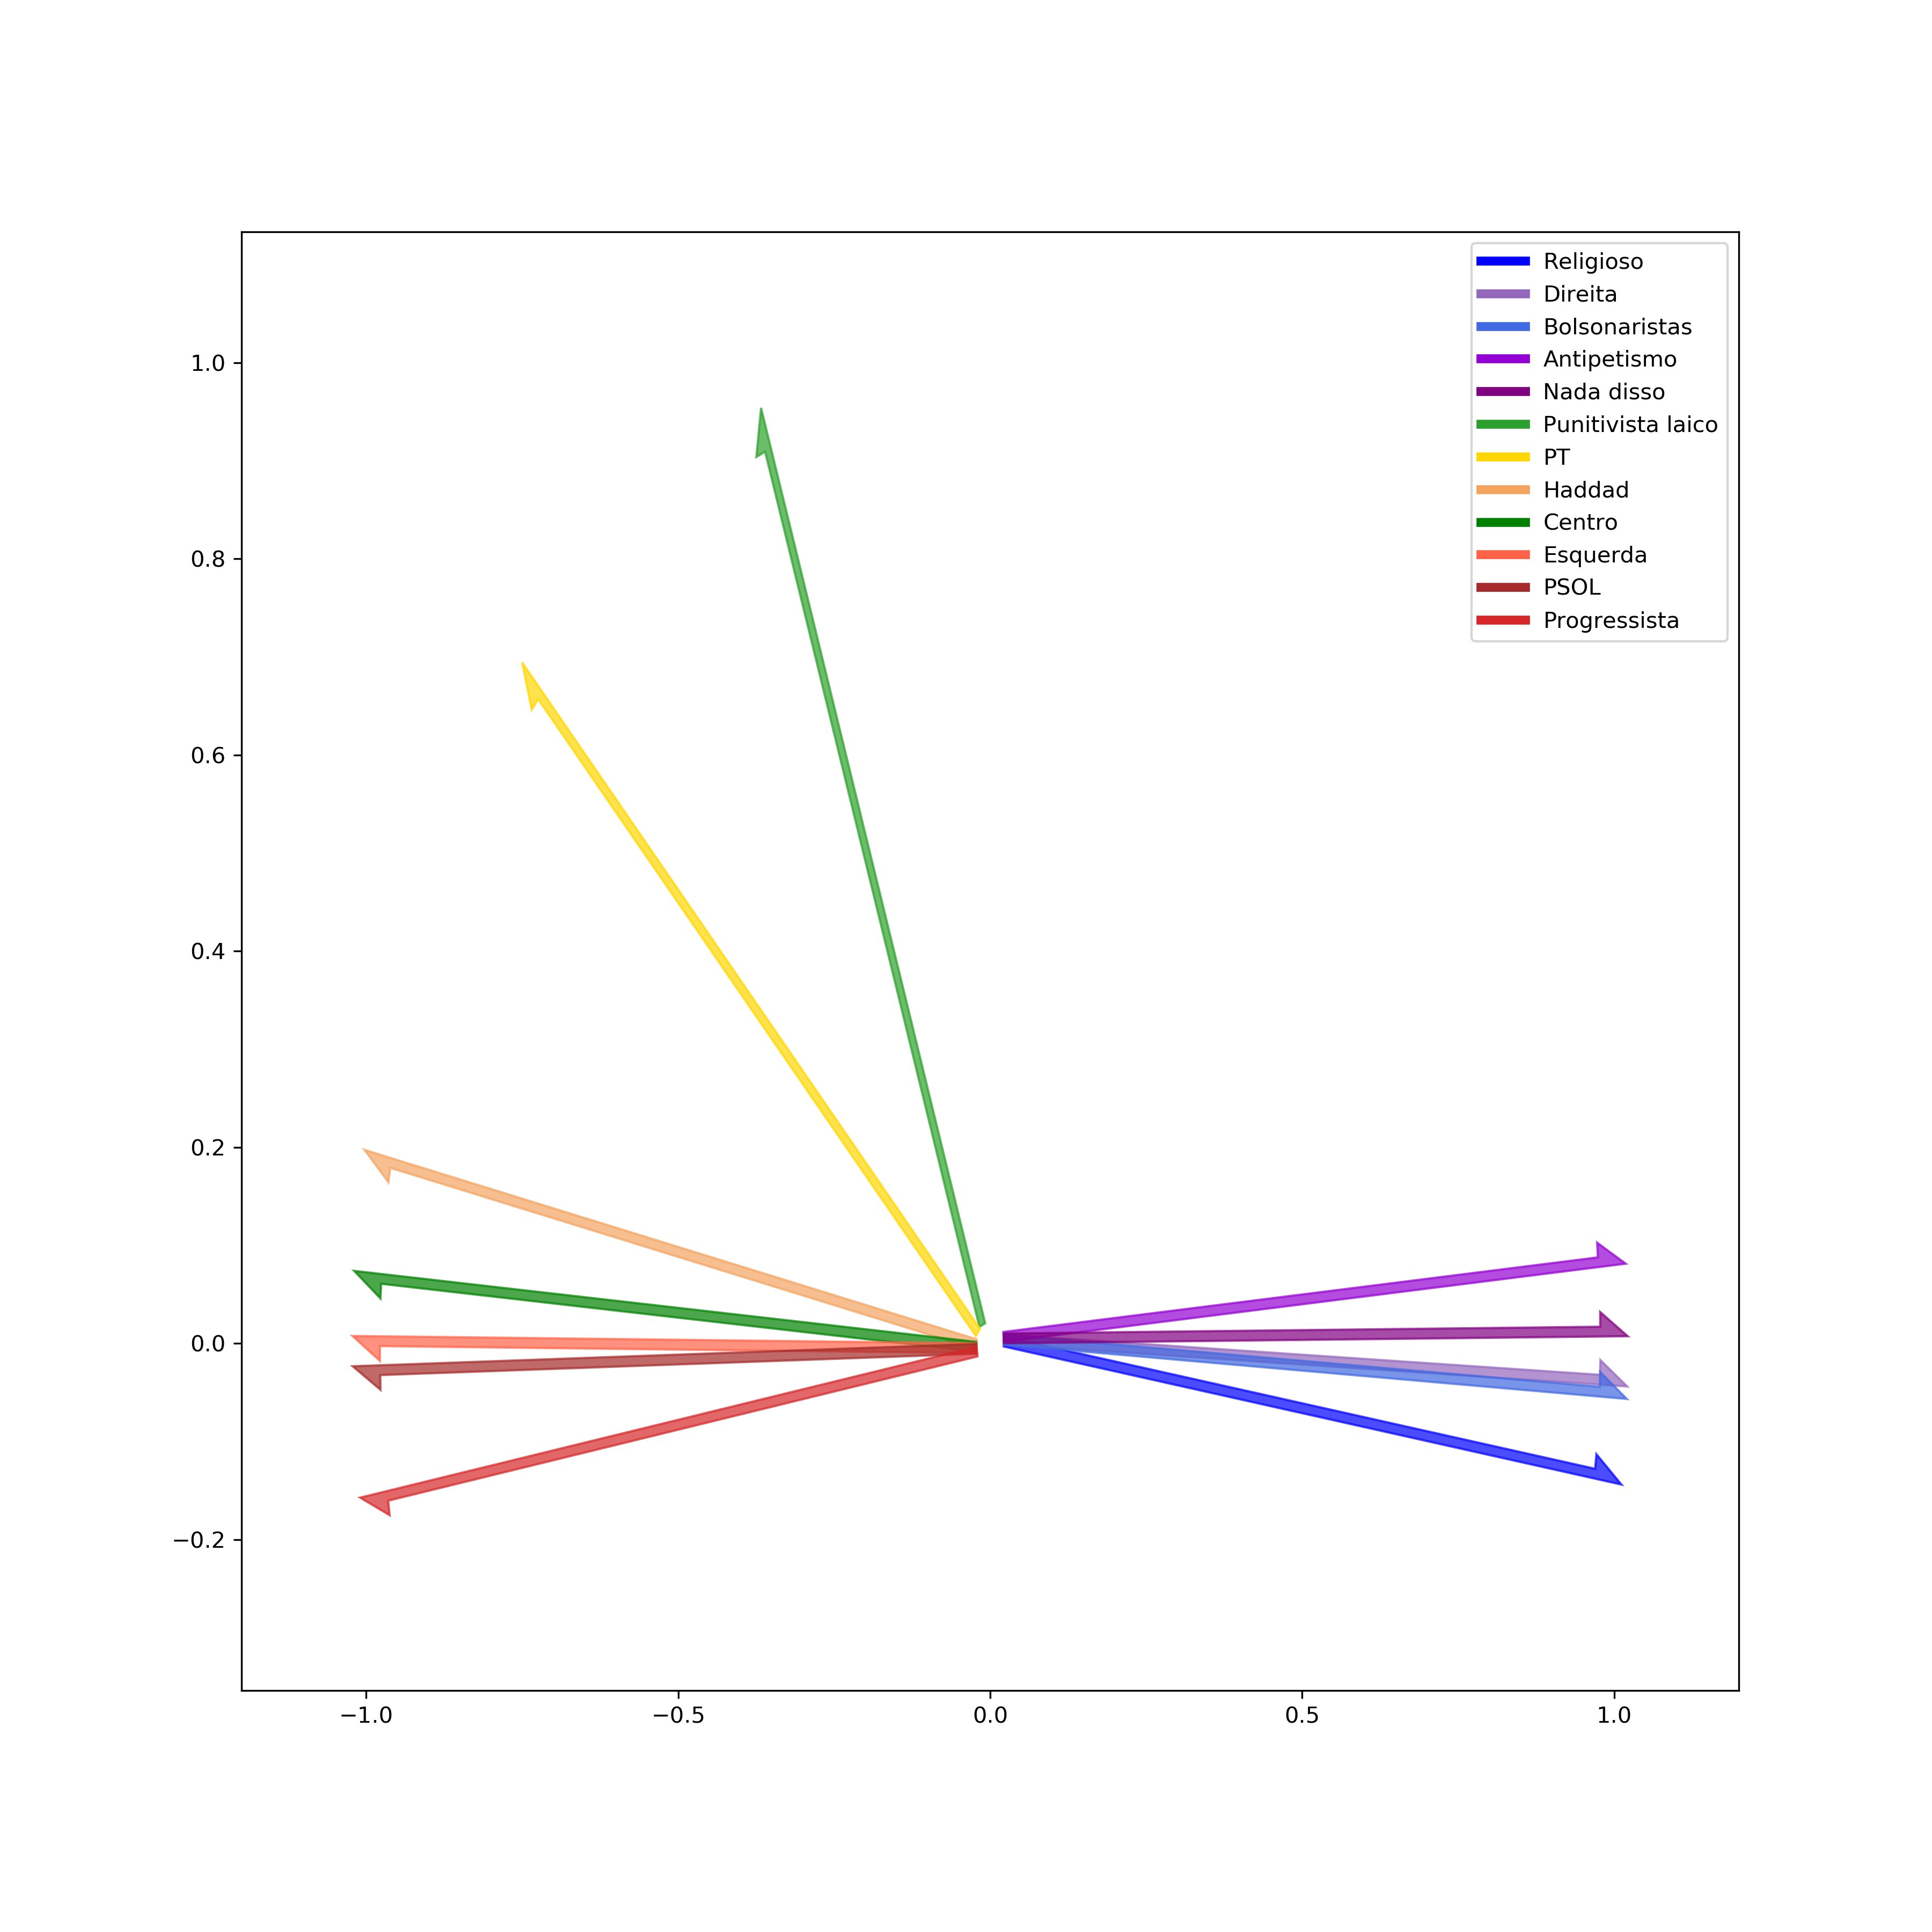 Religioso
Direita
Bolsonaristas
Antipetismo
Nada disso
Punitivista laico
PT
Haddad
Centro
Esquerda
PSOL
Progressista
1.0
0.8
0.6
0.4
0.2
0.0
−0.2
−1.0 −0.5 0.0 0.5 1.0